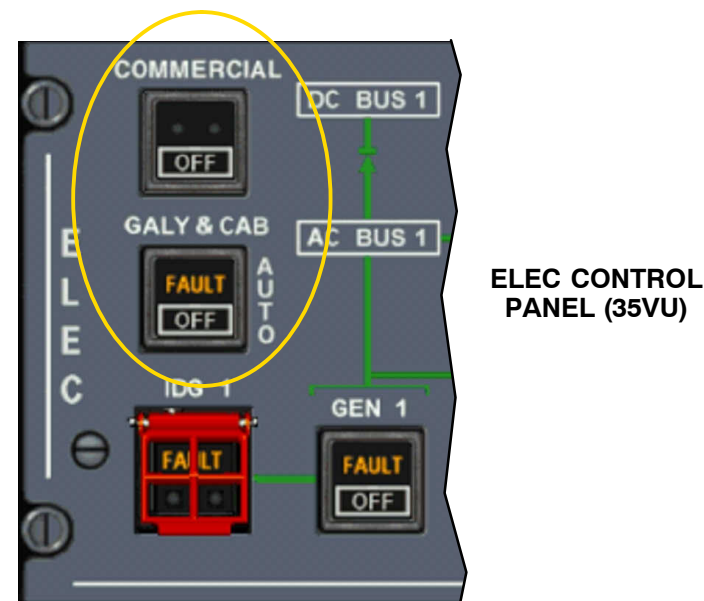 COMMERCIAL
OFF
DC BUS 1
GALY & CAB
FAULT
OFF
AUTO
AC BUS 1
ELEC
IDG 1
FAULT
GEN 1
FAULT
OFF
ELEC CONTROL
PANEL (35VU)